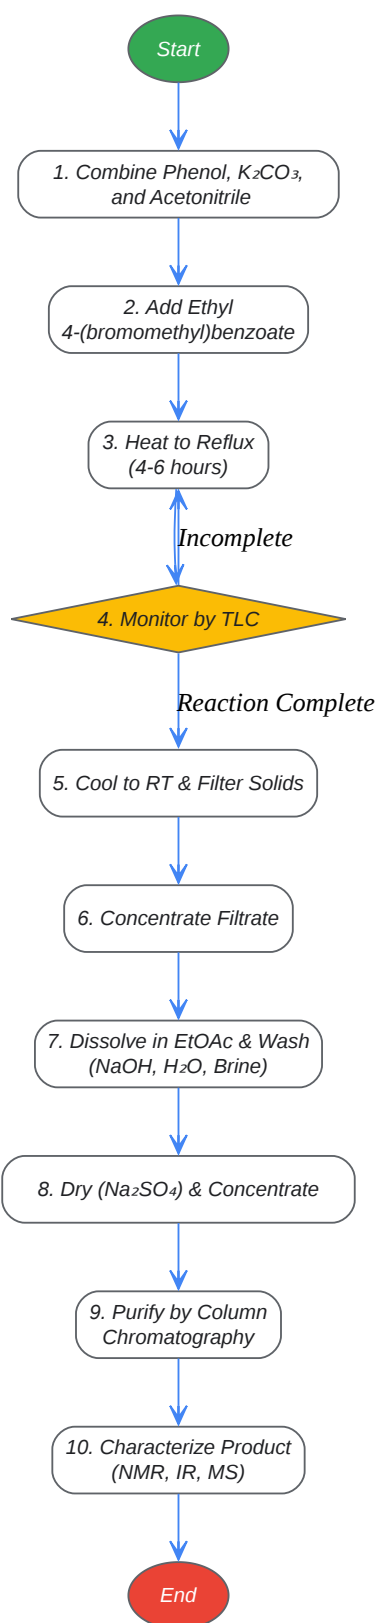 Start
1. Combine Phenol, K₂CO₃,
and Acetonitrile
2. Add Ethyl
4-(bromomethyl)benzoate
3. Heat to Reflux
(4-6 hours)
Incomplete
4. Monitor by TLC
Reaction Complete
5. Cool to RT & Filter Solids
6. Concentrate Filtrate
7. Dissolve in EtOAc & Wash
(NaOH, H₂O, Brine)
8. Dry (Na₂SO₄) & Concentrate
9. Purify by Column
Chromatography
10. Characterize Product
(NMR, IR, MS)
End